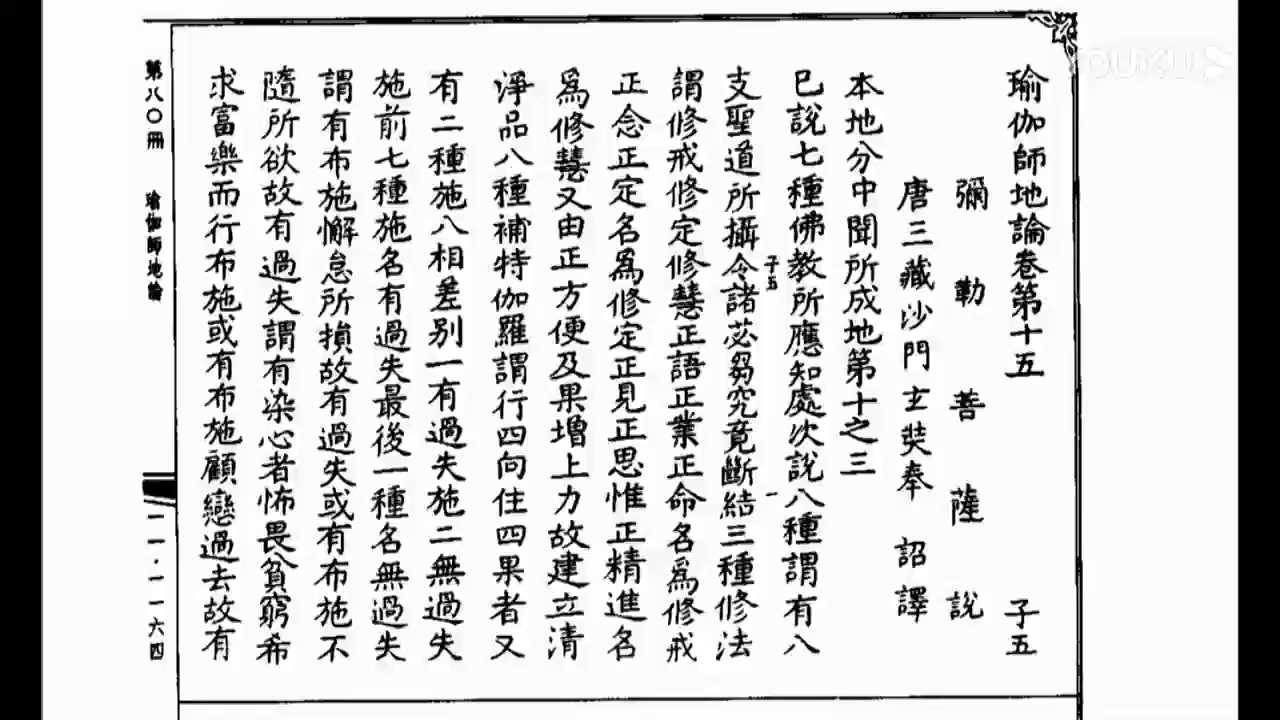 瑜伽師地論卷第十五 子五
彌勒菩薩說
唐三藏沙門玄奘奉 詔譯
本地分中聞所成地第十之三
已說七種佛教所應知處次說八種謂有八
支聖道所攝令諸苾芻究竟斷結三種修法
謂修戒修定修慧正語正業正命名為修戒
正念正定名為修定正見正思惟正精進名
為修慧又由正方便及果增上力故建立清
淨品八種補特伽羅謂行四向住四果者又
有二種施八相差別一有過失施二無過失
施前七種施名有過失最後一種名無過失
謂有布施懈怠所損故有過失或有布施不
隨所欲故有過失謂有染心者怖畏貧窮希
求富樂而行布施或有布施顧戀過去故有
子五
一
第八〇冊
瑜伽師地論
一一·一一六四
YOUKU